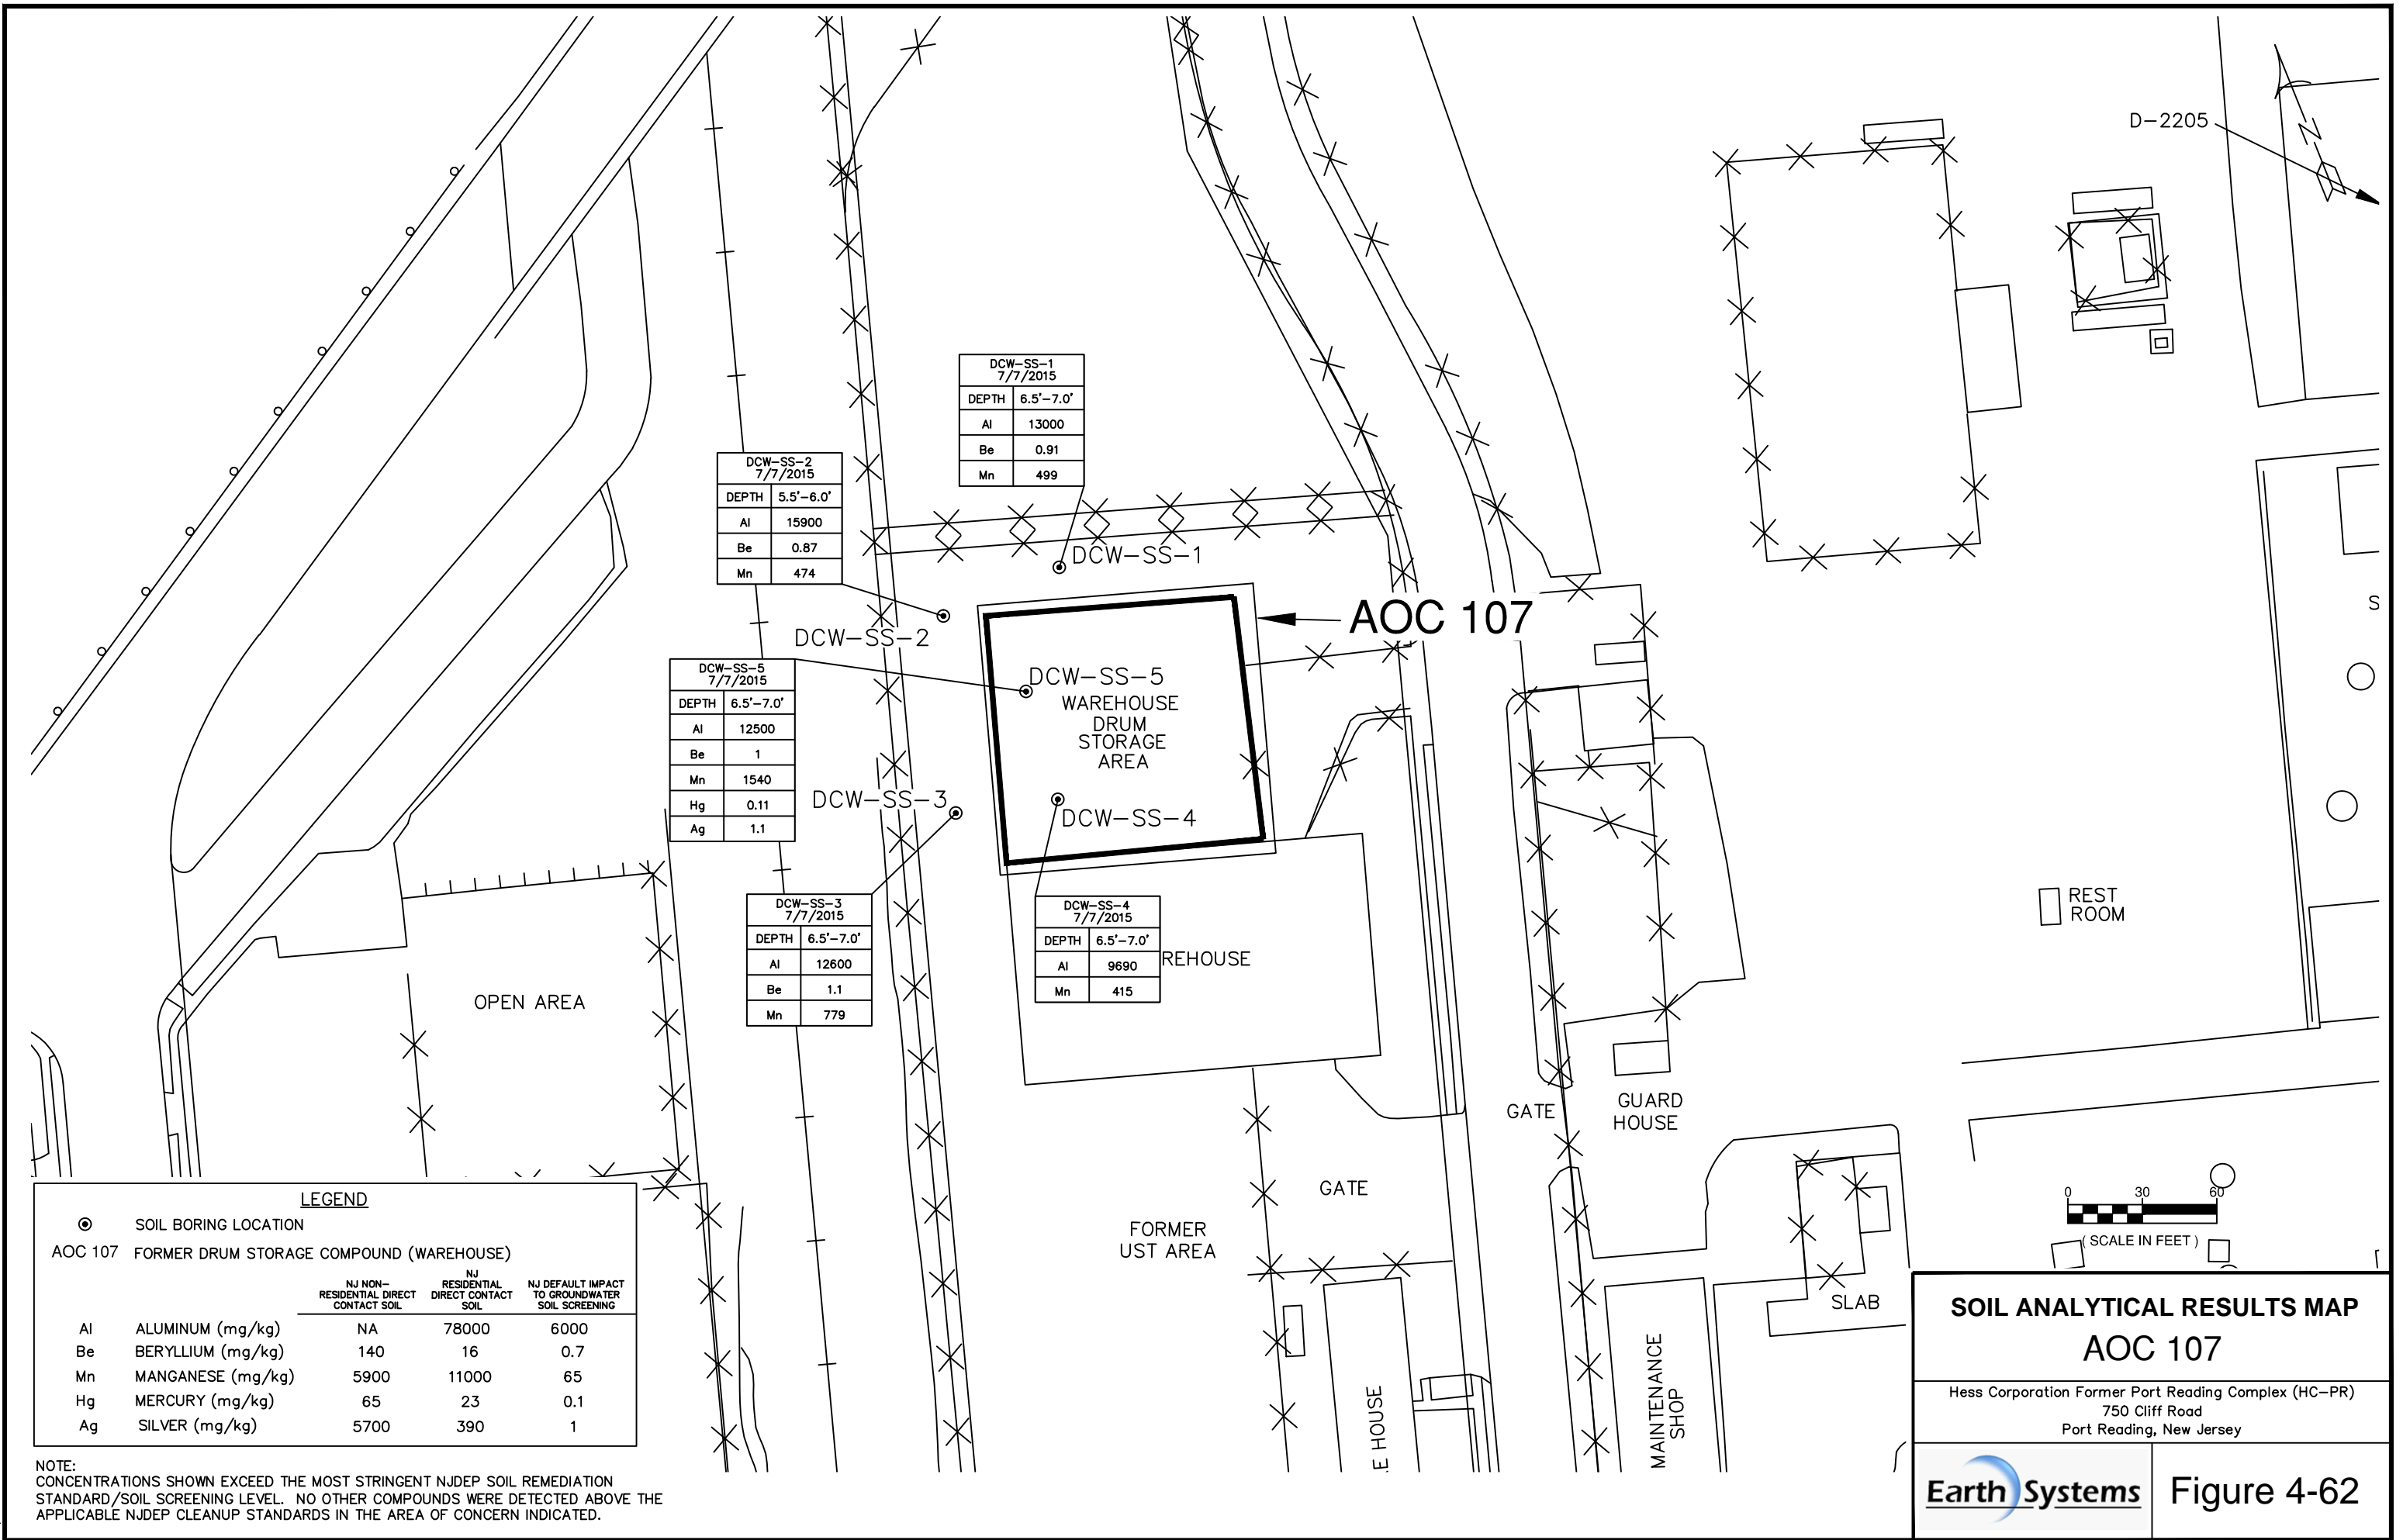 D-2205
DCW-SS-1
7/7/2015
DEPTH 6.5'-7.0'
Al 13000
Be 0.91
Mn 499
DCW-SS-2
7/7/2015
DEPTH 5.5'-6.0'
Al 15900
Be 0.87
Mn 474
DCW-SS-1
DCW-SS-2
AOC 107
S
DCW-SS-5
7/7/2015
DEPTH 6.5'-7.0'
Al 12500
Be 1
Mn 1540
Hg 0.11
Ag 1.1
DCW-SS-5
WAREHOUSE
DRUM
STORAGE
AREA
DCW-SS-3
DCW-SS-4
DCW-SS-3
7/7/2015
DEPTH 6.5'-7.0'
Al 12600
Be 1.1
Mn 779
DCW-SS-4
7/7/2015
DEPTH 6.5'-7.0'
Al 9690
Mn 415
REHOUSE
REST
ROOM
OPEN AREA
GATE
GUARD
HOUSE
GATE
FORMER
UST AREA
E HOUSE
MAINTENANCE
SHOP
SLAB
N
0 30 60
( SCALE IN FEET )
LEGEND
SOIL BORING LOCATION
AOC 107 FORMER DRUM STORAGE COMPOUND (WAREHOUSE)
NJ NON-
RESIDENTIAL DIRECT
CONTACT SOIL
NJ
RESIDENTIAL
DIRECT CONTACT
SOIL
NJ DEFAULT IMPACT
TO GROUNDWATER
SOIL SCREENING
Al ALUMINUM (mg/kg) NA 78000 6000
Be BERYLLIUM (mg/kg) 140 16 0.7
Mn MANGANESE (mg/kg) 5900 11000 65
Hg MERCURY (mg/kg) 65 23 0.1
Ag SILVER (mg/kg) 5700 390 1
NOTE:
CONCENTRATIONS SHOWN EXCEED THE MOST STRINGENT NJDEP SOIL REMEDIATION
STANDARD/SOIL SCREENING LEVEL. NO OTHER COMPOUNDS WERE DETECTED ABOVE THE
APPLICABLE NJDEP CLEANUP STANDARDS IN THE AREA OF CONCERN INDICATED.
SOIL ANALYTICAL RESULTS MAP
AOC 107
Hess Corporation Former Port Reading Complex (HC-PR)
750 Cliff Road
Port Reading, New Jersey
Earth Systems
Figure 4-62